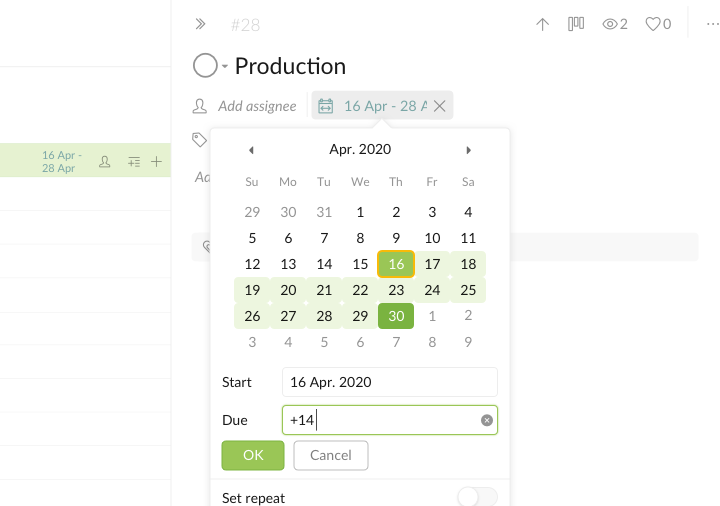 #28
2
0
Production
Add assignee
16 Apr - 28 A
16 Apr -
28 Apr
Apr. 2020
Su Mo Tu We Th Fr Sa
29 30 31 1 2 3 4
5 6 7 8 9 10 11
12 13 14 15 16 17 18
19 20 21 22 23 24 25
26 27 28 29 30 1 2
3 4 5 6 7 8 9
Start 16 Apr. 2020
Due +14
OK Cancel
Set repeat